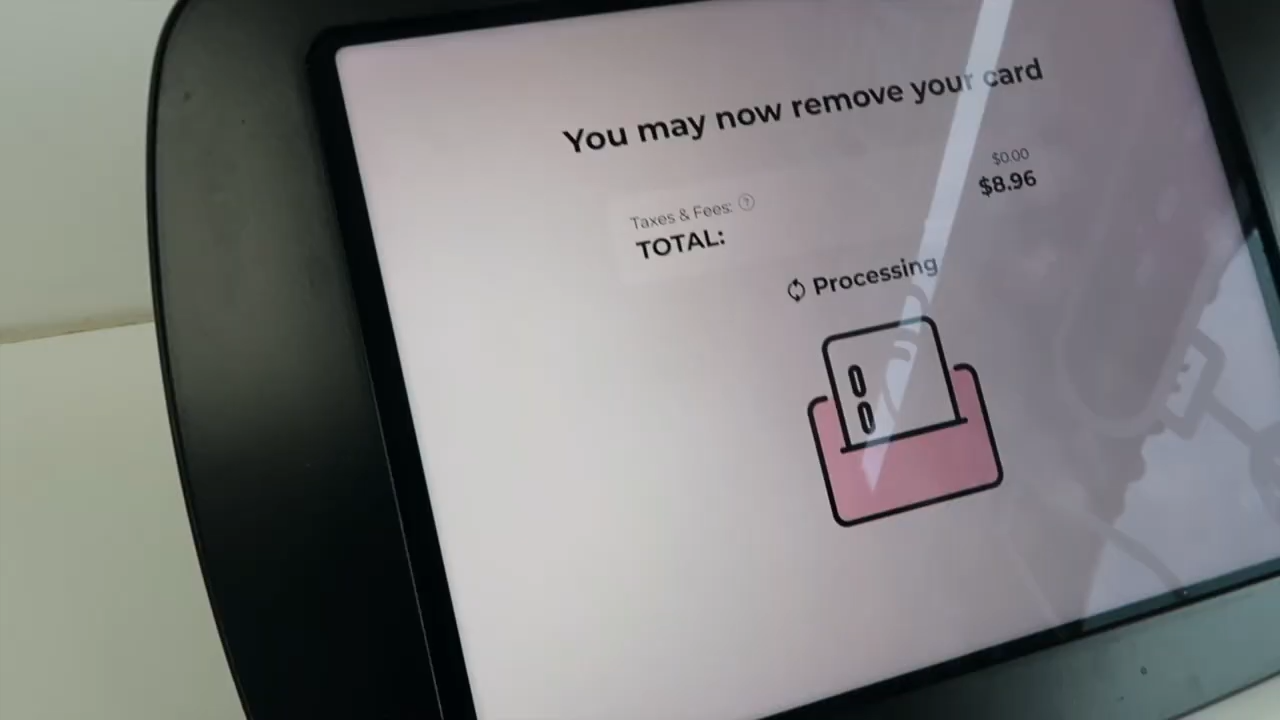 You may now remove your card
Taxes & Fees: ? $0.00
TOTAL: $8.96
Processing